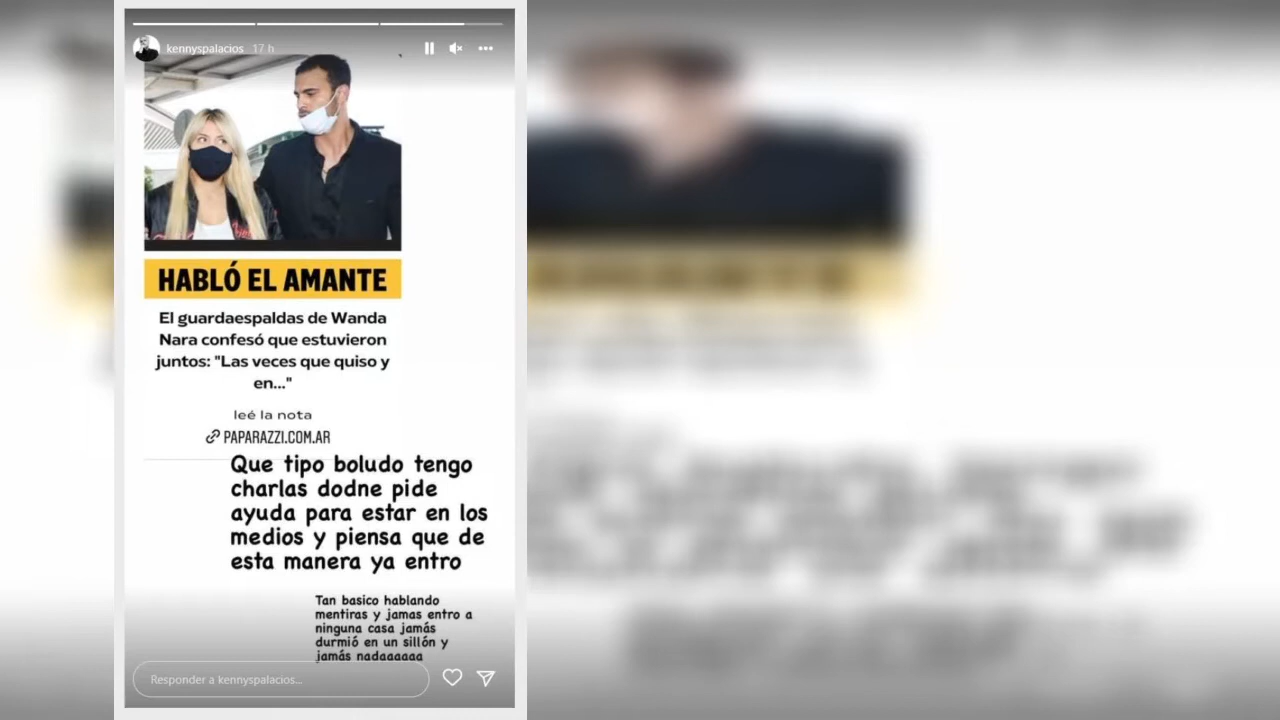 kennyspalacios 17 h
HABLÓ EL AMANTE
El guardaespaldas de Wanda
Nara confesó que estuvieron
juntos: "Las veces que quiso y
en..."
leé la nota
PAPARAZZI.COM.AR
Que tipo boludo tengo
charlas dodne pide
ayuda para estar en los
medios y piensa que de
esta manera ya entro
Tan basico hablando
mentiras y jamas entro a
ninguna casa jamás
durmió en un sillón y
jamás nadaaaaaa
Responder a kennyspalacios...